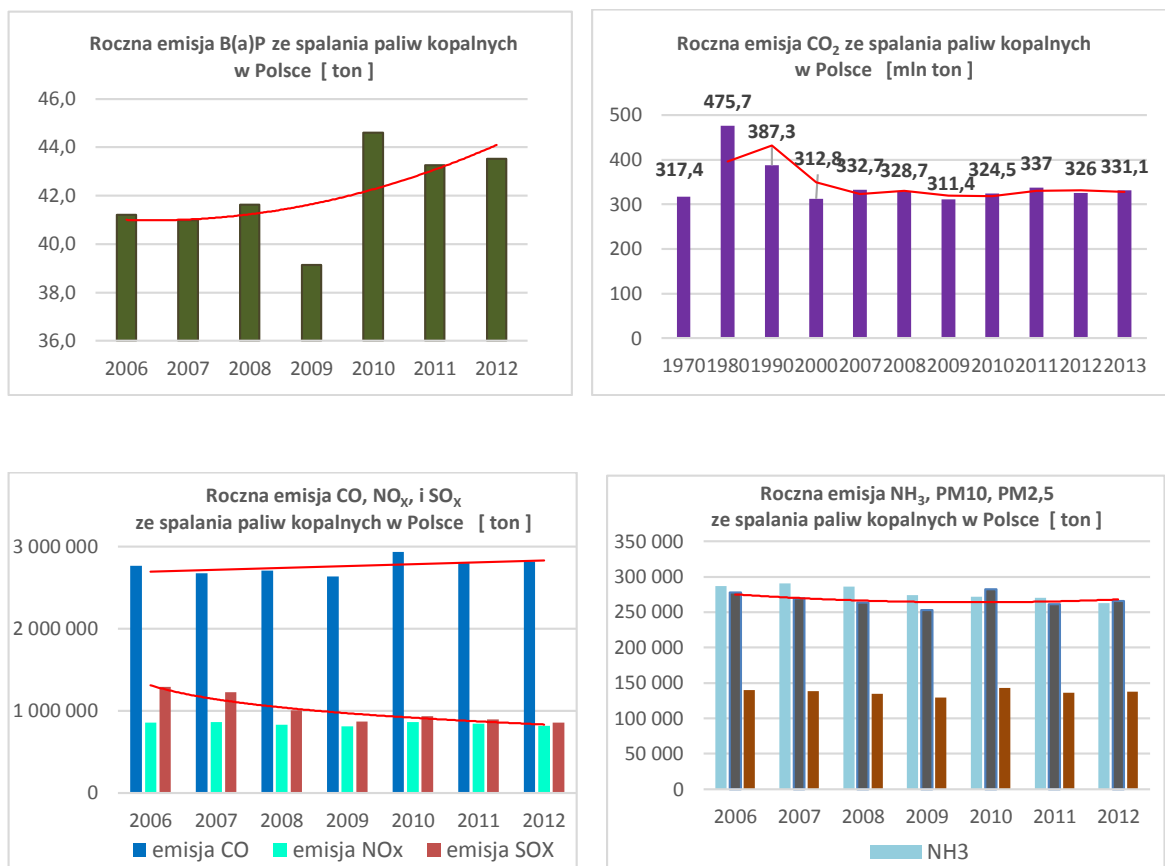 Roczna emisja B(a)P ze spalania paliw kopalnych
w Polsce [ ton ]
46,0
44,0
42,0
40,0
38,0
36,0
2006 2007 2008 2009 2010 2011 2012
Roczna emisja CO₂ ze spalania paliw kopalnych
w Polsce [mln ton ]
500
400
300
200
100
0
317,4 475,7 387,3 312,8 332,7 328,7 311,4 324,5 337 326 331,1
1970 1980 1990 2000 2007 2008 2009 2010 2011 2012 2013
Roczna emisja CO, NOX, i SOX
ze spalania paliw kopalnych w Polsce [ ton ]
3 000 000
2 000 000
1 000 000
0
2006 2007 2008 2009 2010 2011 2012
emisja CO emisja NOx emisja SOX
Roczna emisja NH₃, PM10, PM2,5
ze spalania paliw kopalnych w Polsce [ ton ]
350 000
300 000
250 000
200 000
150 000
100 000
50 000
0
2006 2007 2008 2009 2010 2011 2012
NH3